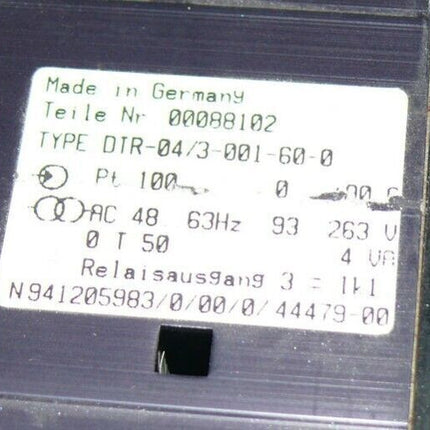 Made in Germany
Teile Nr 00088102
TYPE DTR-04/3-001-60-0
Pt 100 0
AC 48 63Hz 93 263 V
0 T 50 4 VA
Relaisausgang 3 = 1k1
N941205983/0/00/0/44479-00